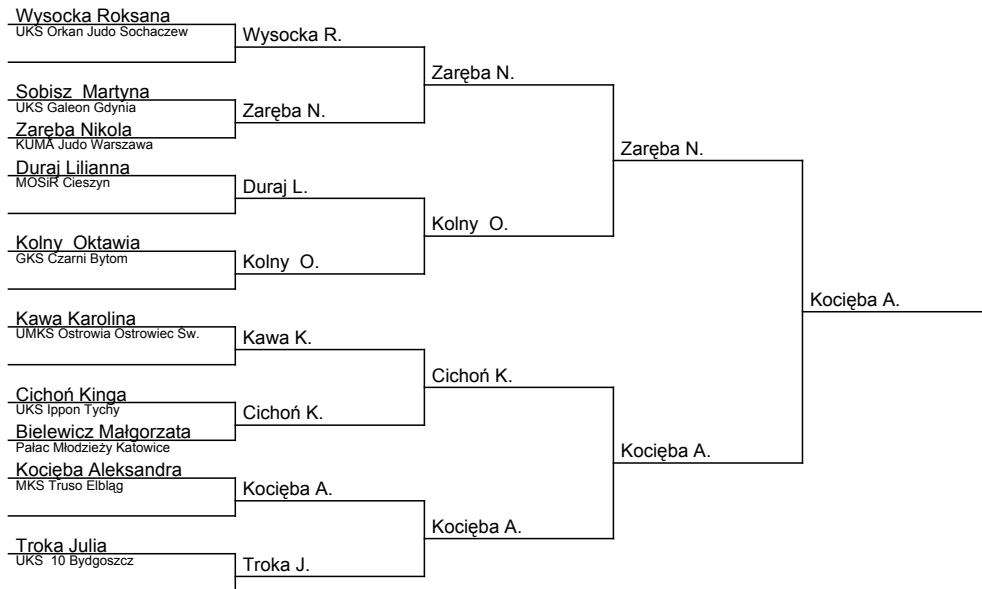 Wysocka Roksana
UKS Orkan Judo Sochaczew
Sobisz Martyna
UKS Galeon Gdynia
Zaręba Nikola
KUMA Judo Warszawa
Duraj Lilianna
MOSiR Cieszyn
Kolny Oktawia
GKS Czarni Bytom
Kawa Karolina
UMKS Ostrowia Ostrowiec Św.
Cichoń Kinga
UKS Ippon Tychy
Bielewicz Małgorzata
Pałac Młodzieży Katowice
Kocięba Aleksandra
MKS Truso Elbląg
Troka Julia
UKS 10 Bydgoszcz
Wysocka R.
Zaręba N.
Duraj L.
Kolny O.
Kawa K.
Cichoń K.
Kocięba A.
Troka J.
Zaręba N.
Kolny O.
Cichoń K.
Kocięba A.
Zaręba N.
Kocięba A.
Kocięba A.